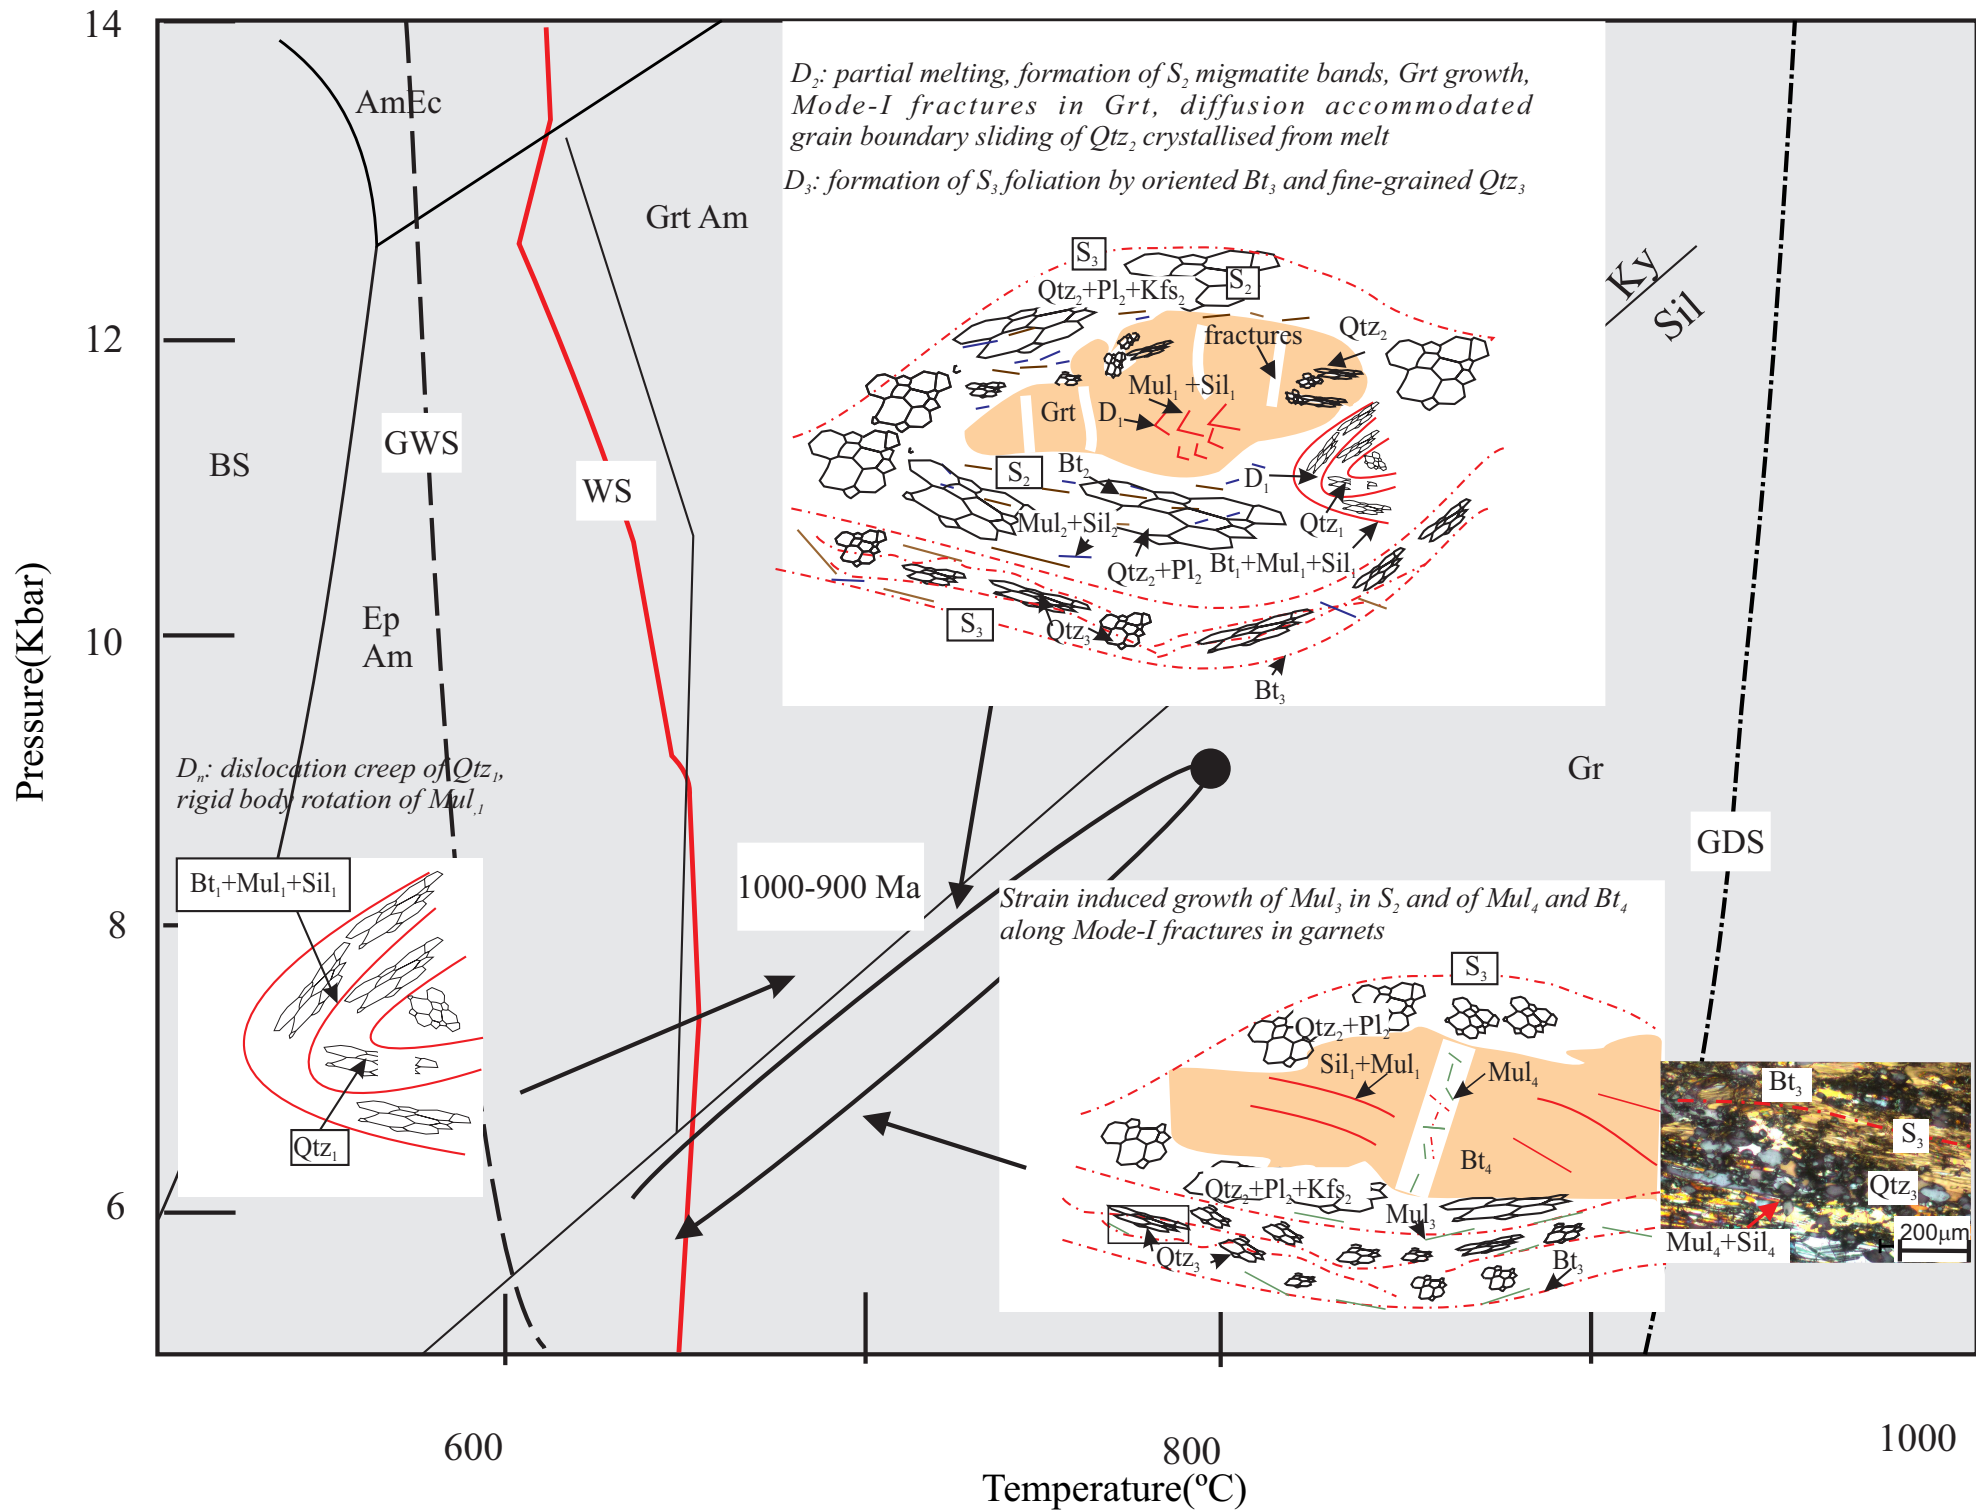 14
12
10
8
6
Pressure(Kbar)
600
800
1000
Temperature(ºC)
AmEc
Grt Am
BS
GWS
WS
Ep
Am
Gr
GDS
Ky
Sil
1000-900 Ma
D₂: partial melting, formation of S₂ migmatite bands, Grt growth,
Mode-I fractures in Grt, diffusion accommodated
grain boundary sliding of Qtz₂ crystallised from melt
D₃: formation of S₃ foliation by oriented Bt₃ and fine-grained Qtz₃
S₃
S₂
Qtz₂+Pl₂+Kfs₂
fractures
Qtz₂
Mul₁ +Sil₁
Grt
D₁
S₂
Bt₂
D₁
Mul₂+Sil₂
Qtz₁
Qtz₂+Pl₂
Bt₁+Mul₁+Sil₁
S₃
Qtz₃
Bt₃
Dₙ: dislocation creep of Qtz₁,
rigid body rotation of Mul,₁
Bt₁+Mul₁+Sil₁
Qtz₁
Strain induced growth of Mul₃ in S₂ and of Mul₄ and Bt₄
along Mode-I fractures in garnets
S₃
Qtz₂+Pl₂
Sil₁+Mul₁
Mul₄
Bt₄
Qtz₂+Pl₂+Kfs₂
Mul₃
Qtz₃
Bt₃
Bt₃
S₃
Qtz₃
Mul₄+Sil₄
200μm